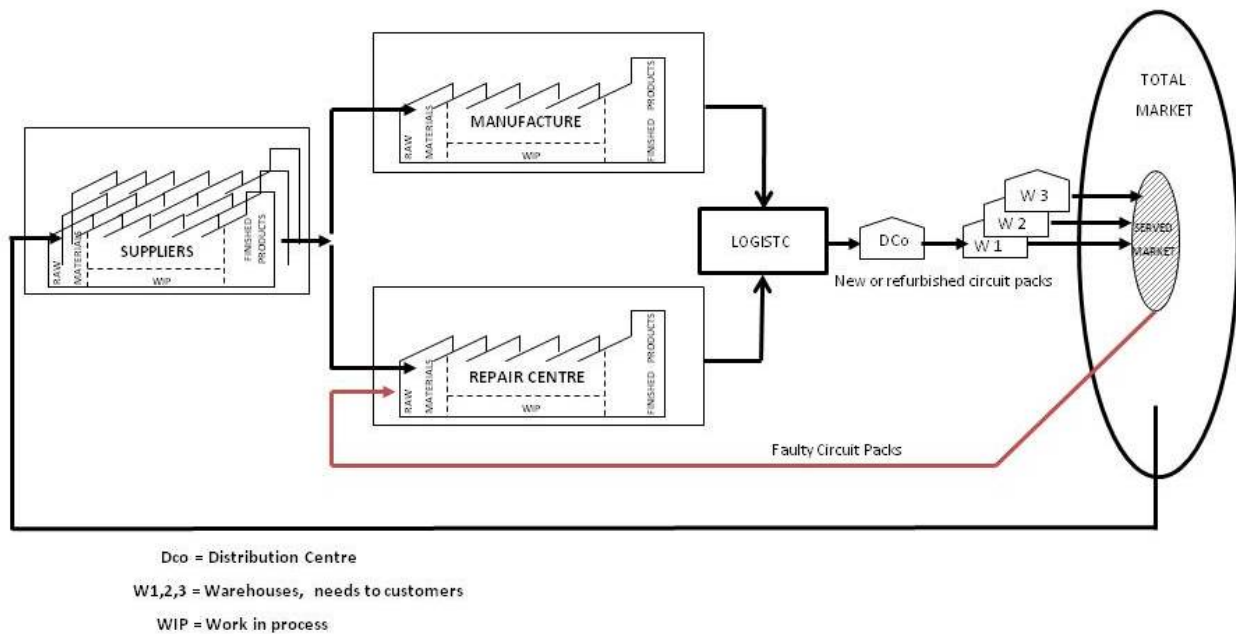 TOTAL
MARKET
RAW
MATERIALS
MANUFACTURE
WIP
FINISHED PRODUCTS
RAW
MATERIALS
SUPPLIERS
WIP
FINISHED
PRODUCTS
LOGISTC
DCo
W 3
W 2
W 1
SERVED
MARKET
New or refurbished circuit packs
RAW
MATERIALS
REPAIR CENTRE
WIP
FINISHED PRODUCTS
Faulty Circuit Packs
Dco = Distribution Centre
W1,2,3 = Warehouses, needs to customers
WIP = Work in process